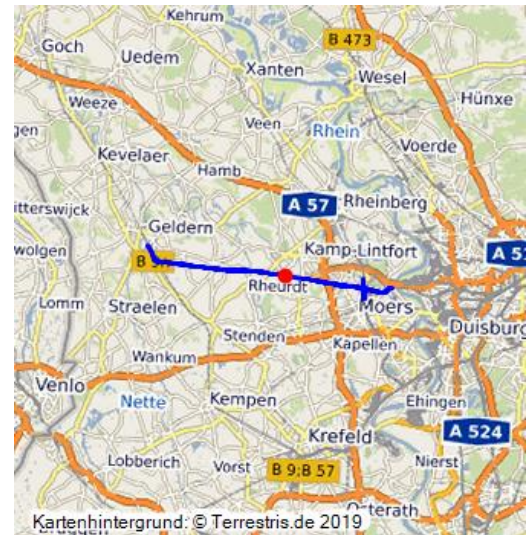 Kehrum
B 473
Goch
Uedem
Xanten
Wesel
Hünxe
Weeze
Veen
Rhein
Voerde
Kevelaer
Hamb
A 57
Rheinberg
Geldern
Kamp-Lintfort
Rheurdt
Lomm
Straelen
Moers
Duisburg
Stenden
Kapellen
Wankum
Venlo
Nette
Kempen
Ehingen
A 524
Krefeld
Lobberich
Vorst
B 9;B 57
Nierst
Osterath
Kartenhintergrund: © Terrestris.de 2019